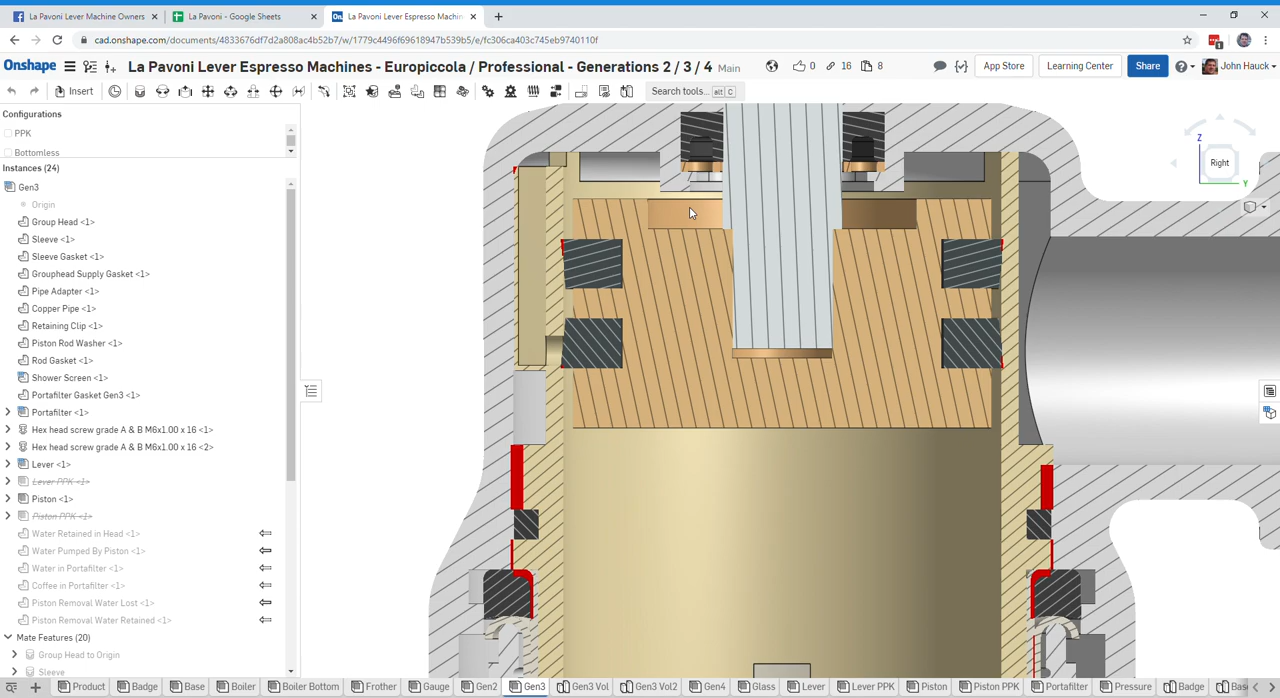 La Pavoni Lever Machine Owners
La Pavoni - Google Sheets
La Pavoni Lever Espresso Machin
cad.onshape.com/documents/4833676df7d2a808ac4b52b7/w/1779c4496f69618947b539b5/e/fc306ca403c745eb9740110f
Onshape
La Pavoni Lever Espresso Machines - Europiccola / Professional - Generations 2 / 3 / 4 Main
0
16
8
App Store
Learning Center
Share
John Hauck
Insert
Search tools... alt C
Configurations
PPK
Bottomless
Instances (24)
Gen3
Origin
Group Head <1>
Sleeve <1>
Sleeve Gasket <1>
Grouphead Supply Gasket <1>
Pipe Adapter <1>
Copper Pipe <1>
Retaining Clip <1>
Piston Rod Washer <1>
Rod Gasket <1>
Shower Screen <1>
Portafilter Gasket Gen3 <1>
Portafilter <1>
Hex head screw grade A & B M6x1.00 x 16 <1>
Hex head screw grade A & B M6x1.00 x 16 <2>
Lever <1>
Lever PPK <1>
Piston <1>
Piston PPK <1>
Water Retained in Head <1>
Water Pumped By Piston <1>
Water in Portafilter <1>
Coffee in Portafilter <1>
Piston Removal Water Lost <1>
Piston Removal Water Retained <1>
Mate Features (20)
Group Head to Origin
Sleeve
Z
Right
Y
Product
Badge
Base
Boiler
Boiler Bottom
Frother
Gauge
Gen2
Gen3
Gen3 Vol
Gen3 Vol2
Gen4
Glass
Lever
Lever PPK
Piston
Piston PPK
Portafilter
Pressure
Badge
Base